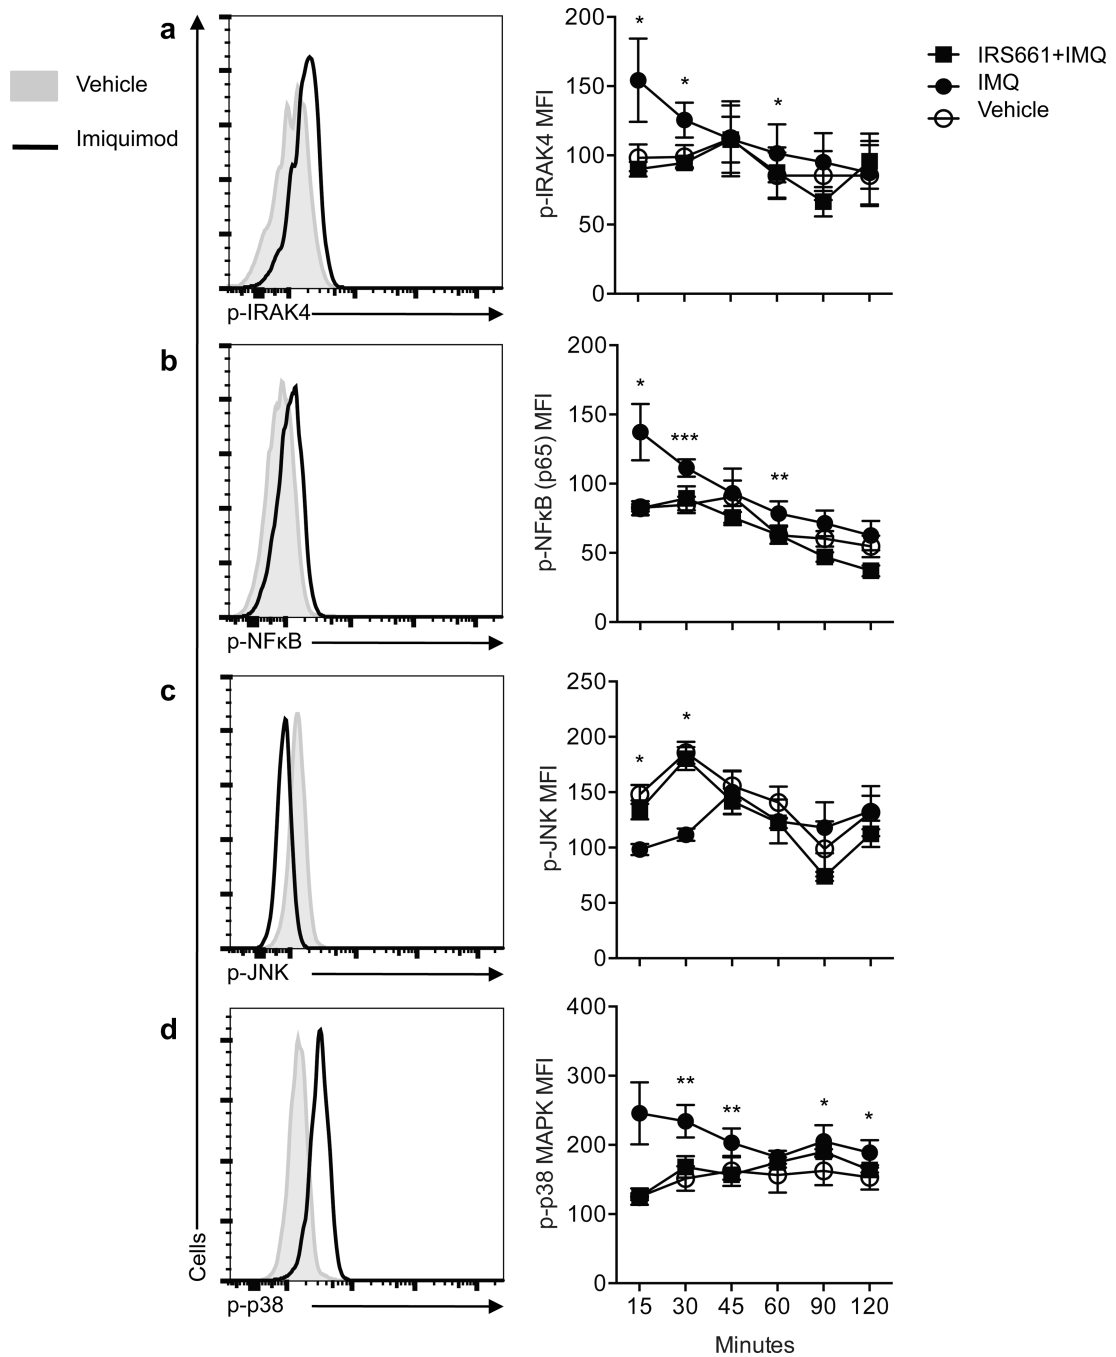 a
Vehicle
Imiquimod
p-IRAK4
200
150
100
50
0
p-IRAK4 MFI
*
*
*
IRS661+IMQ
IMQ
Vehicle
b
p-NFκB
200
150
100
50
0
p-NFκB (p65) MFI
*
***
**
c
p-JNK
250
200
150
100
50
0
p-JNK MFI
*
*
d
Cells
p-p38
400
300
200
100
0
p-p38 MAPK MFI
**
**
*
*
15 30 45 60 90 120
Minutes